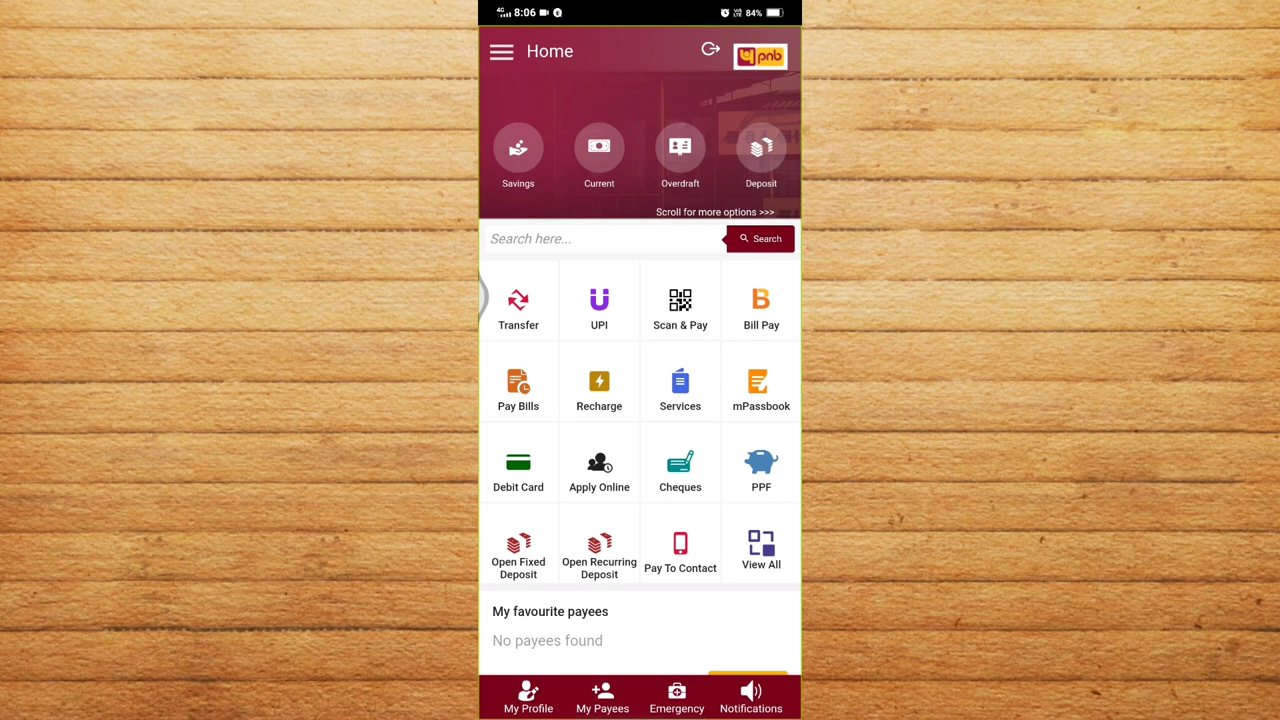 4G 8:06 84%
Home
pnb
Savings Current Overdraft Deposit
Scroll for more options >>>
Search here... Search
Transfer UPI Scan & Pay Bill Pay
Pay Bills Recharge Services mPassbook
Debit Card Apply Online Cheques PPF
Open Fixed Deposit Open Recurring Deposit Pay To Contact View All
My favourite payees
No payees found
My Profile My Payees Emergency Notifications